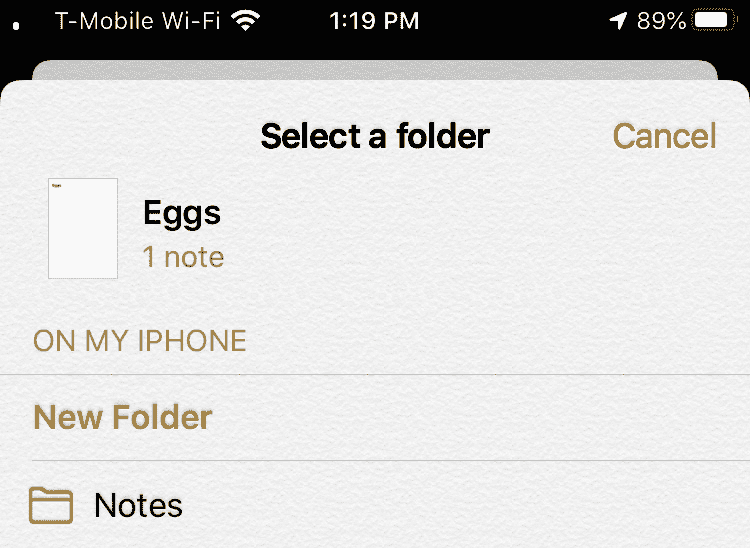 T-Mobile Wi-Fi 1:19 PM 89%
Select a folder Cancel
Eggs
1 note
ON MY IPHONE
New Folder
Notes